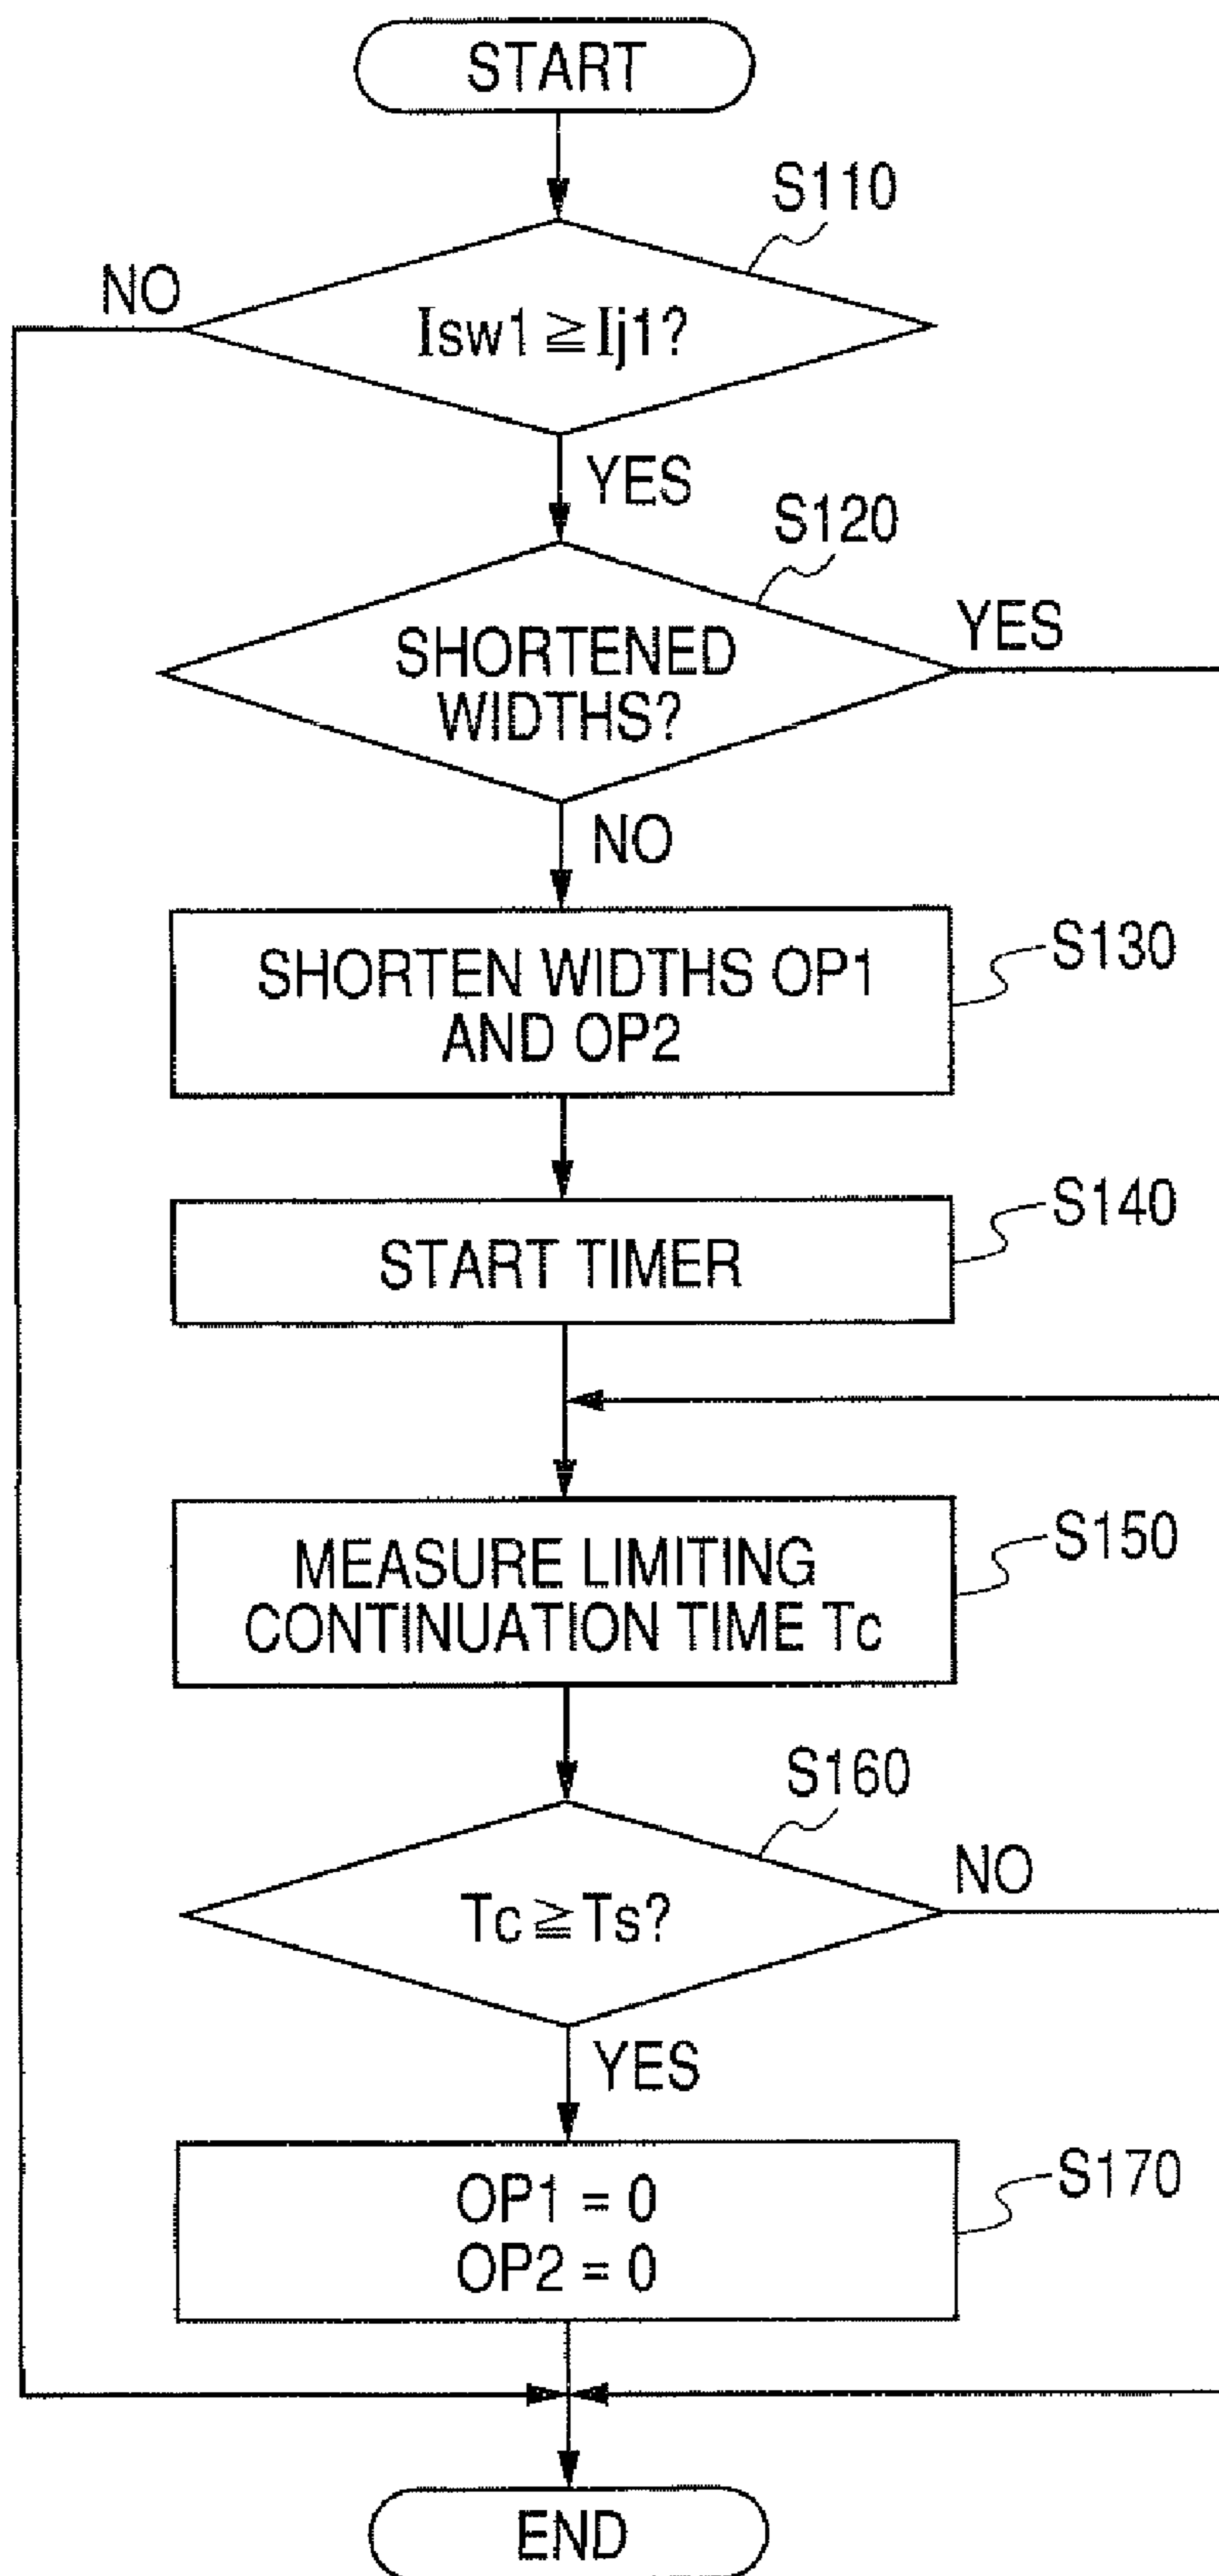 START
S110
NO
Isw1 ≧ Ij1?
YES
S120
YES
SHORTENED
WIDTHS?
NO
S130
SHORTEN WIDTHS OP1
AND OP2
S140
START TIMER
S150
MEASURE LIMITING
CONTINUATION TIME Tc
S160
NO
Tc ≧ Ts?
YES
S170
OP1 = 0
OP2 = 0
END